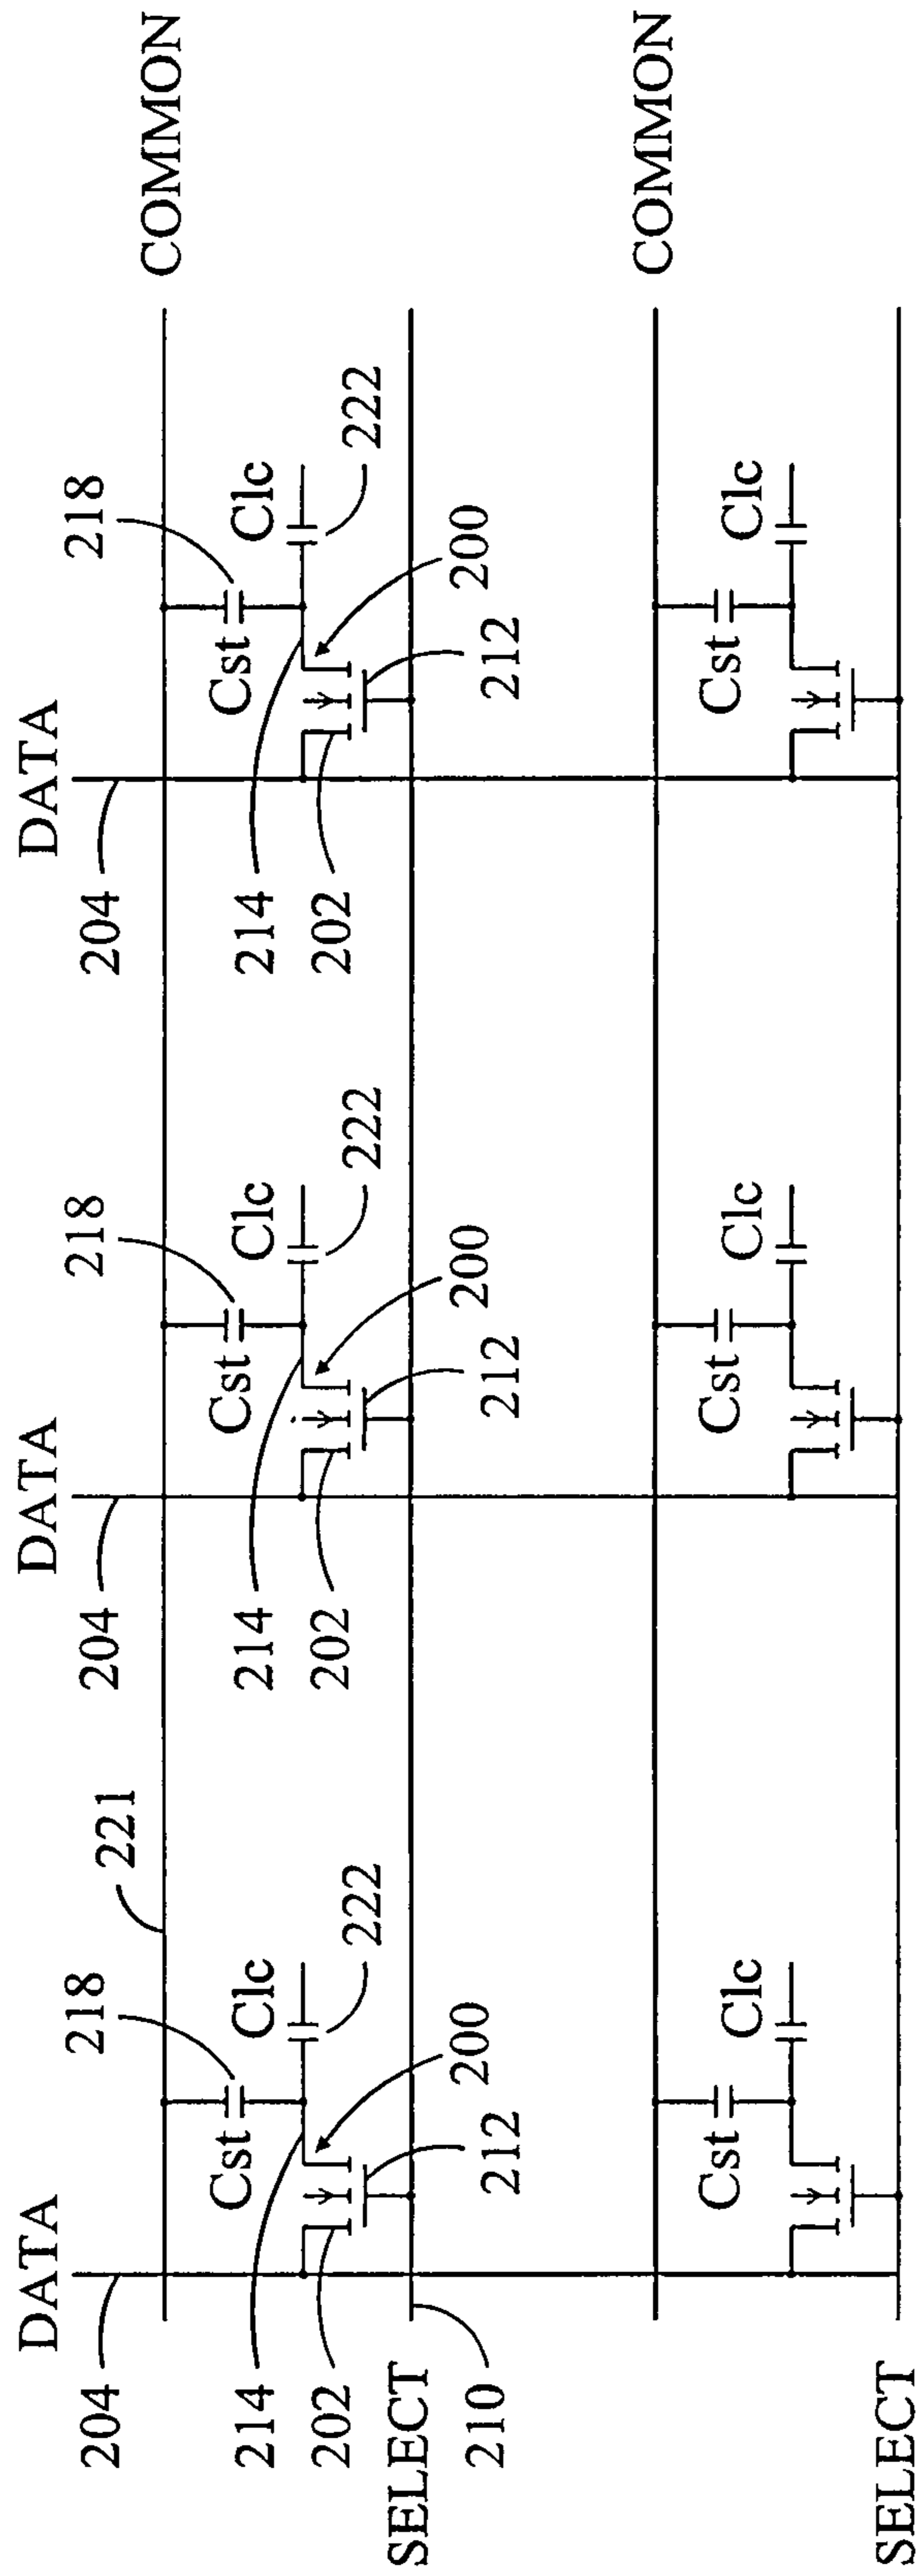 DATA DATA DATA
204 221 204 204
218 218 218
COMMON
Cst Clc Cst Clc Cst Clc
214 214 214
202 222 202 222 202 222
SELECT
210 212 200 212 200 212 200
COMMON
Cst Clc Cst Clc Cst Clc
SELECT